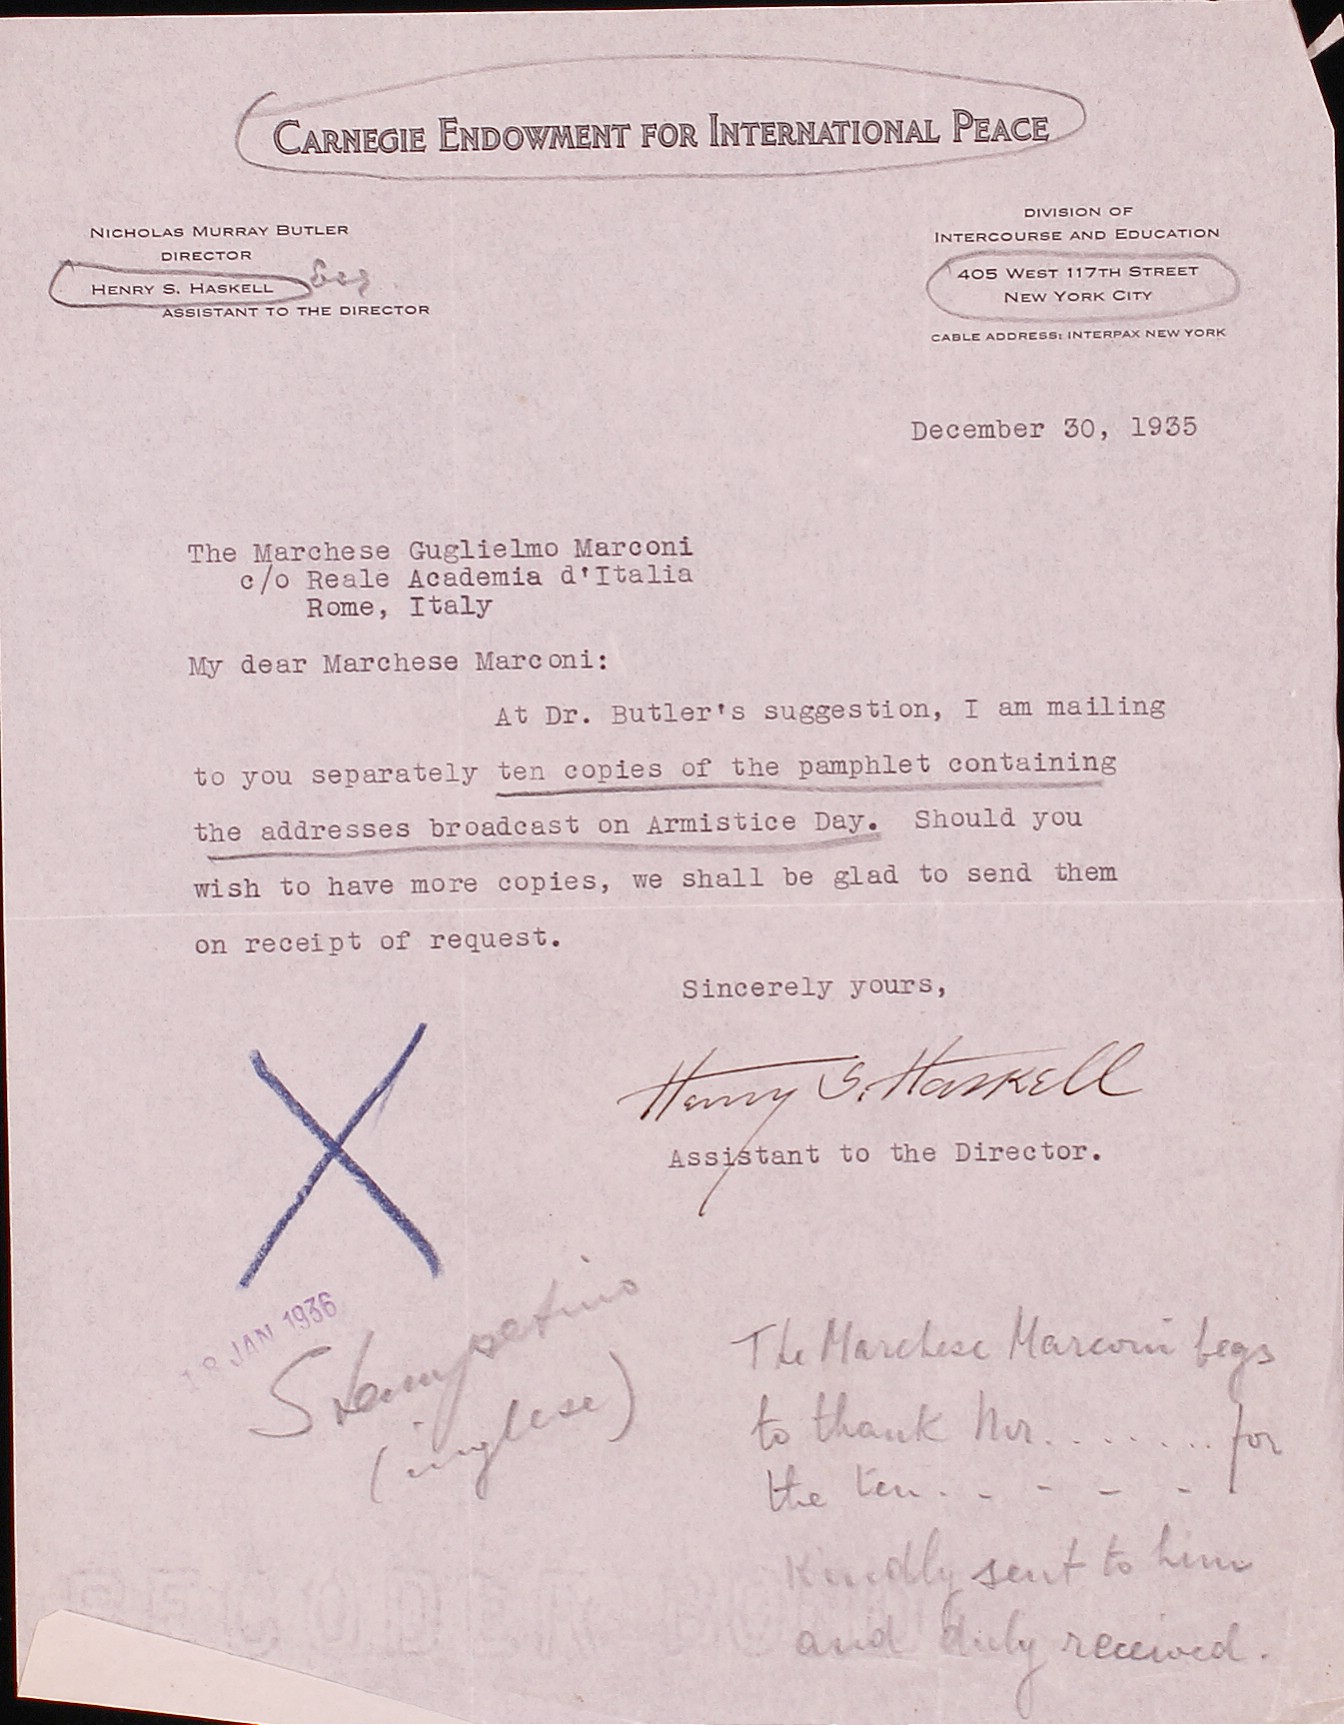 CARNEGIE ENDOWMENT FOR INTERNATIONAL PEACE
NICHOLAS MURRAY BUTLER
DIRECTOR
HENRY S. HASKELL Esq.
ASSISTANT TO THE DIRECTOR
DIVISION OF
INTERCOURSE AND EDUCATION
405 WEST 117TH STREET
NEW YORK CITY
CABLE ADDRESS: INTERPAX NEW YORK
December 30, 1935
The Marchese Guglielmo Marconi
c/o Reale Academia d'Italia
Rome, Italy
My dear Marchese Marconi:
At Dr. Butler's suggestion, I am mailing
to you separately ten copies of the pamphlet containing
the addresses broadcast on Armistice Day. Should you
wish to have more copies, we shall be glad to send them
on receipt of request.
Sincerely yours,
Henry S. Haskell
Assistant to the Director.
18 JAN 1936
Stampatino
(inglese)
The Marchese Marconi begs
to thank Mr. . . . . . . . for
the ten . - - - -
Kindly sent to him
and duly received.